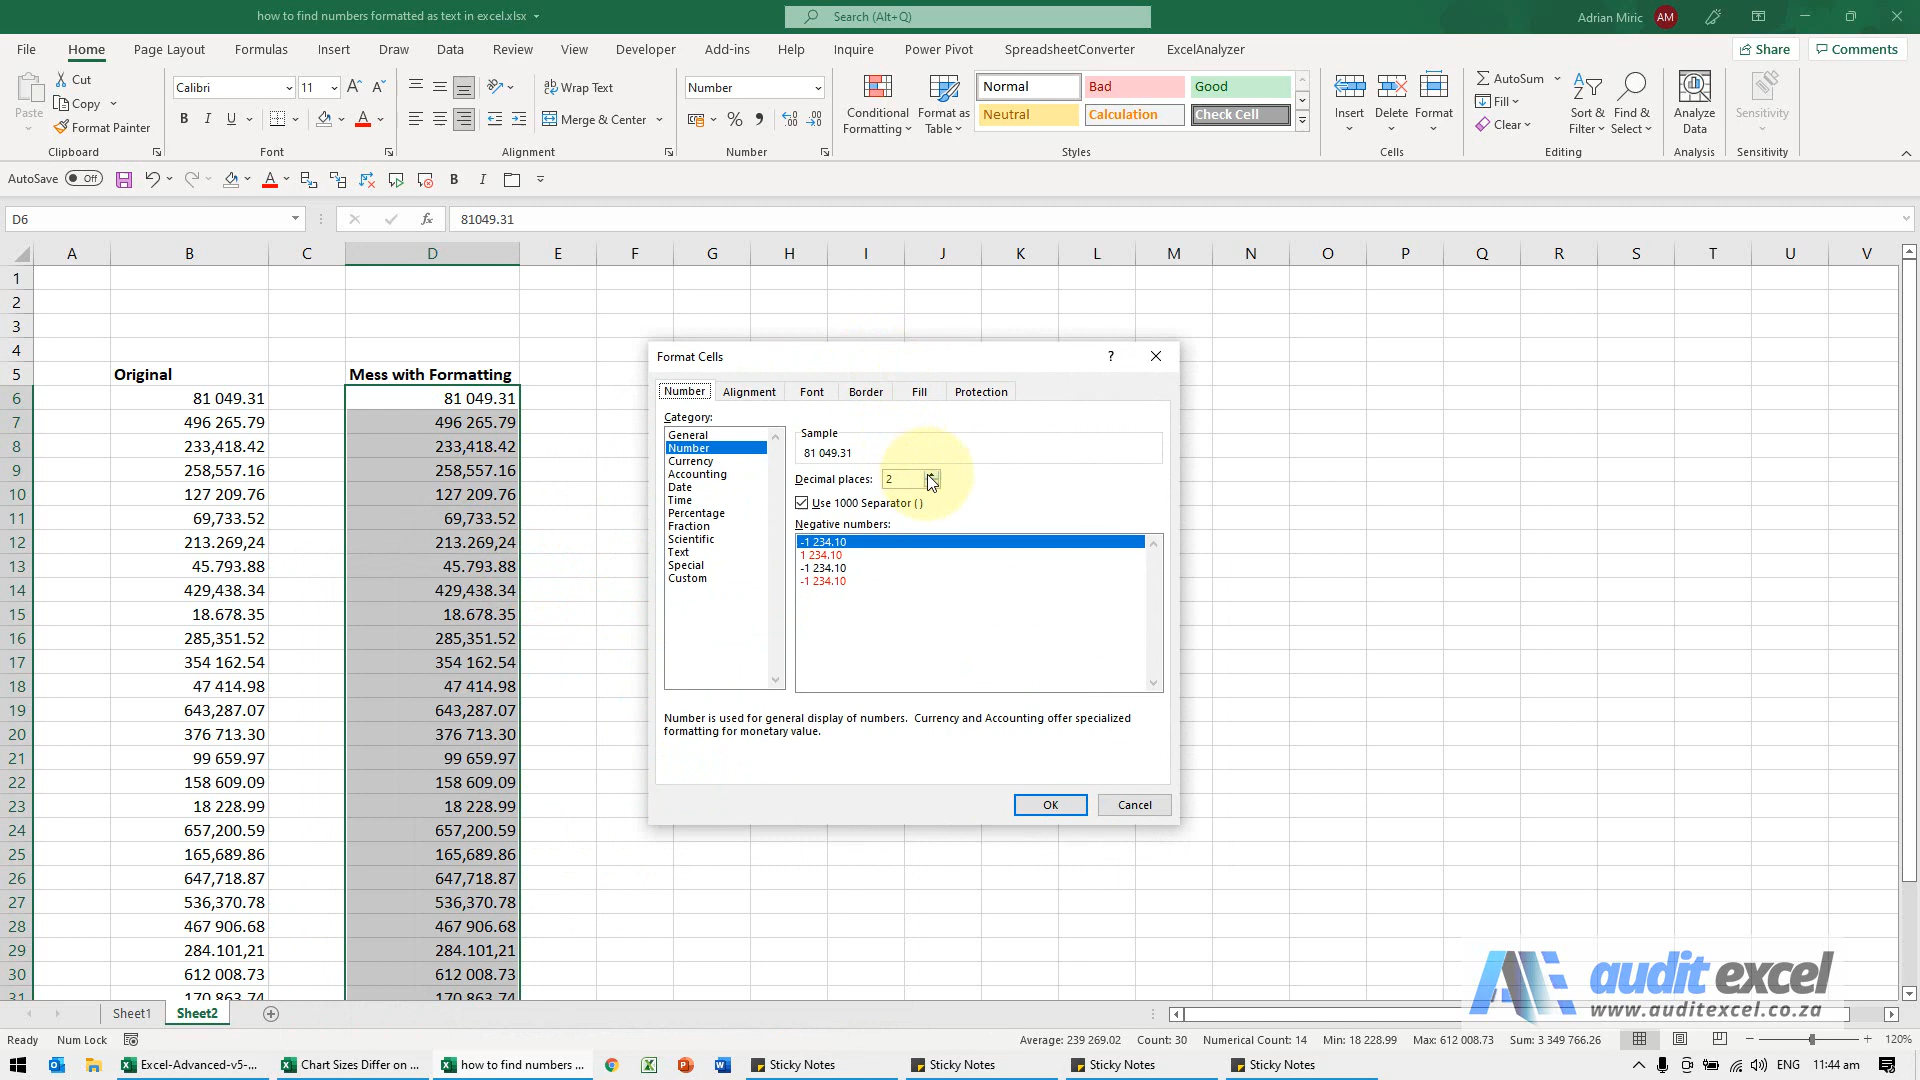 how to find numbers formatted as text in excel.xlsx
Search (Alt+Q)
Adrian Miric
AM
File Home Page Layout Formulas Insert Draw Data Review View Developer Add-ins Help Inquire Power Pivot SpreadsheetConverter ExcelAnalyzer
Share
Comments
Paste
Cut
Copy
Format Painter
Clipboard
Calibri 11
B I U
Font
Wrap Text
Merge & Center
Alignment
Number
Number
Conditional Formatting
Format as Table
Normal Bad Good
Neutral Calculation Check Cell
Styles
Insert Delete Format
Cells
AutoSum
Fill
Clear
Sort & Filter
Find & Select
Editing
Analyze Data
Analysis
Sensitivity
Sensitivity
AutoSave Off
D6
fx
81049.31
A B C D E F G H I J K L M N O P Q R S T U V
1
2
3
4
5 Original Mess with Formatting
6 81 049.31 81 049.31
7 496 265.79 496 265.79
8 233,418.42 233,418.42
9 258,557.16 258,557.16
10 127 209.76 127 209.76
11 69,733.52 69,733.52
12 213.269,24 213.269,24
13 45.793.88 45.793.88
14 429,438.34 429,438.34
15 18.678.35 18.678.35
16 285,351.52 285,351.52
17 354 162.54 354 162.54
18 47 414.98 47 414.98
19 643,287.07 643,287.07
20 376 713.30 376 713.30
21 99 659.97 99 659.97
22 158 609.09 158 609.09
23 18 228.99 18 228.99
24 657,200.59 657,200.59
25 165,689.86 165,689.86
26 647,718.87 647,718.87
27 536,370.78 536,370.78
28 467 906.68 467 906.68
29 284.101,21 284.101,21
30 612 008.73 612 008.73
31 170,863.74 170,863.74
Format Cells
?
Number Alignment Font Border Fill Protection
Category:
General
Number
Currency
Accounting
Date
Time
Percentage
Fraction
Scientific
Text
Special
Custom
Sample
81 049.31
Decimal places: 2
Use 1000 Separator ( )
Negative numbers:
-1 234.10
1 234.10
-1 234.10
-1 234.10
Number is used for general display of numbers. Currency and Accounting offer specialized
formatting for monetary value.
OK
Cancel
audit excel
www.auditexcel.co.za
Sheet1 Sheet2
Ready Num Lock
Average: 239 269.02 Count: 30 Numerical Count: 14 Min: 18 228.99 Max: 612 008.73 Sum: 3 349 766.26
120%
Excel-Advanced-v5-...
Chart Sizes Differ on ...
how to find numbers ...
Sticky Notes
Sticky Notes
Sticky Notes
Sticky Notes
ENG
11:44 am